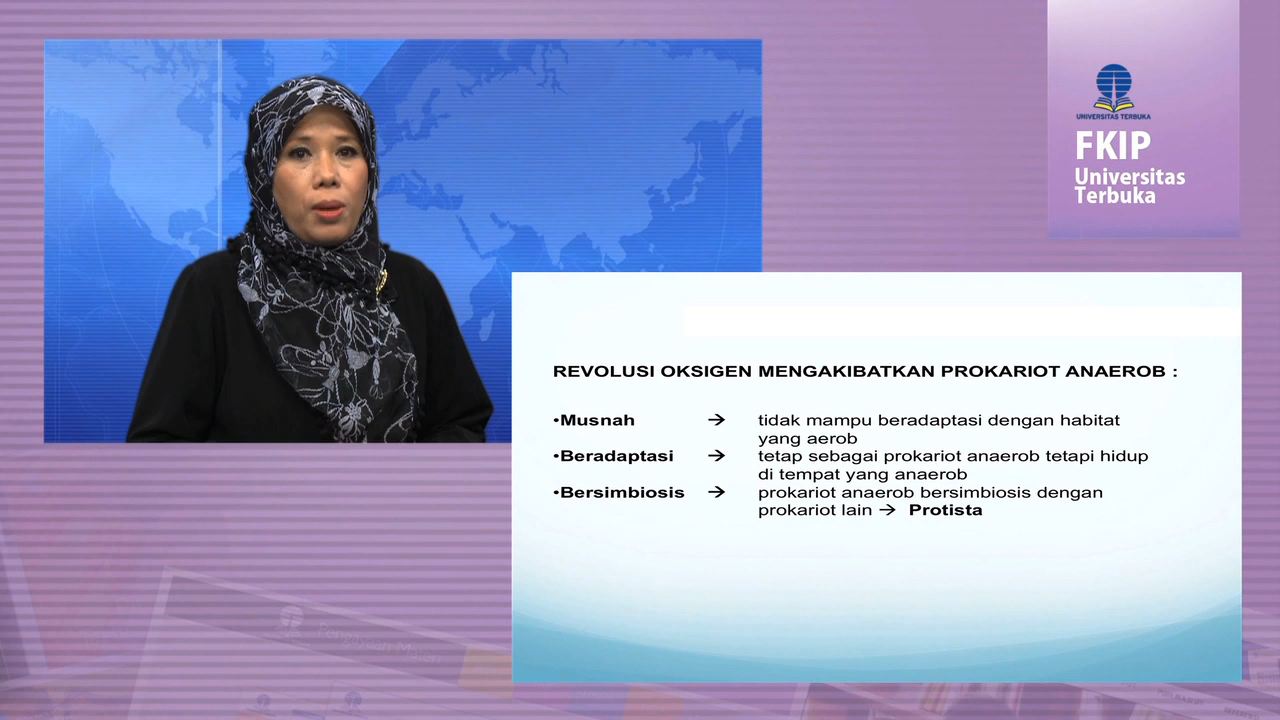 UNIVERSITAS TERBUKA
FKIP
Universitas
Terbuka
REVOLUSI OKSIGEN MENGAKIBATKAN PROKARIOT ANAEROB :
•Musnah → tidak mampu beradaptasi dengan habitat
yang aerob
•Beradaptasi → tetap sebagai prokariot anaerob tetapi hidup
di tempat yang anaerob
•Bersimbiosis → prokariot anaerob bersimbiosis dengan
prokariot lain → Protista